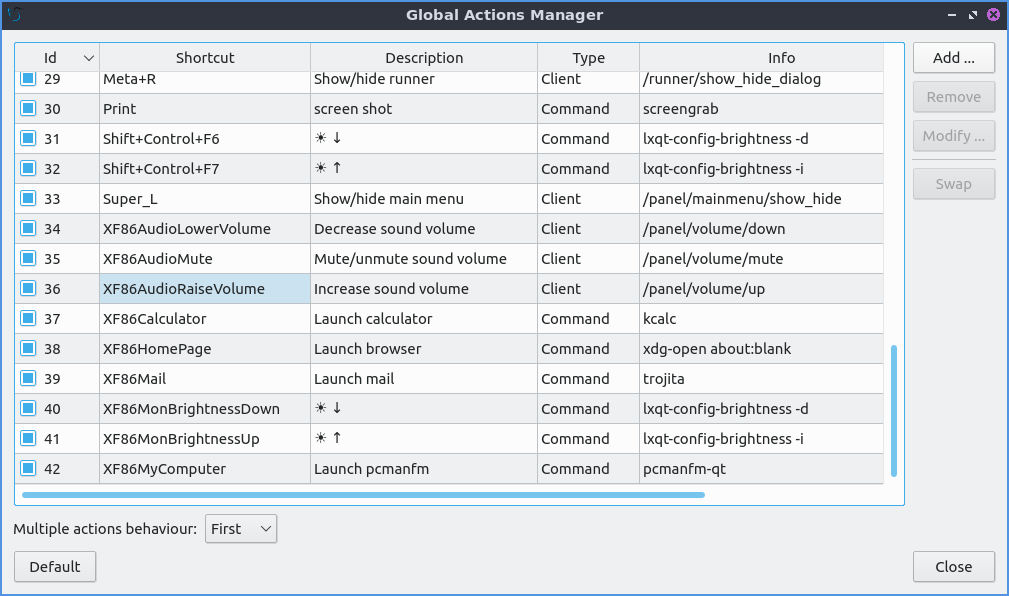 Global Actions Manager
Id Shortcut Description Type Info
29 Meta+R Show/hide runner Client /runner/show_hide_dialog
30 Print screen shot Command screengrab
31 Shift+Control+F6 ☀ ↓ Command lxqt-config-brightness -d
32 Shift+Control+F7 ☀ ↑ Command lxqt-config-brightness -i
33 Super_L Show/hide main menu Client /panel/mainmenu/show_hide
34 XF86AudioLowerVolume Decrease sound volume Client /panel/volume/down
35 XF86AudioMute Mute/unmute sound volume Client /panel/volume/mute
36 XF86AudioRaiseVolume Increase sound volume Client /panel/volume/up
37 XF86Calculator Launch calculator Command kcalc
38 XF86HomePage Launch browser Command xdg-open about:blank
39 XF86Mail Launch mail Command trojita
40 XF86MonBrightnessDown ☀ ↓ Command lxqt-config-brightness -d
41 XF86MonBrightnessUp ☀ ↑ Command lxqt-config-brightness -i
42 XF86MyComputer Launch pcmanfm Command pcmanfm-qt
Add ...
Remove
Modify ...
Swap
Multiple actions behaviour: First
Default
Close